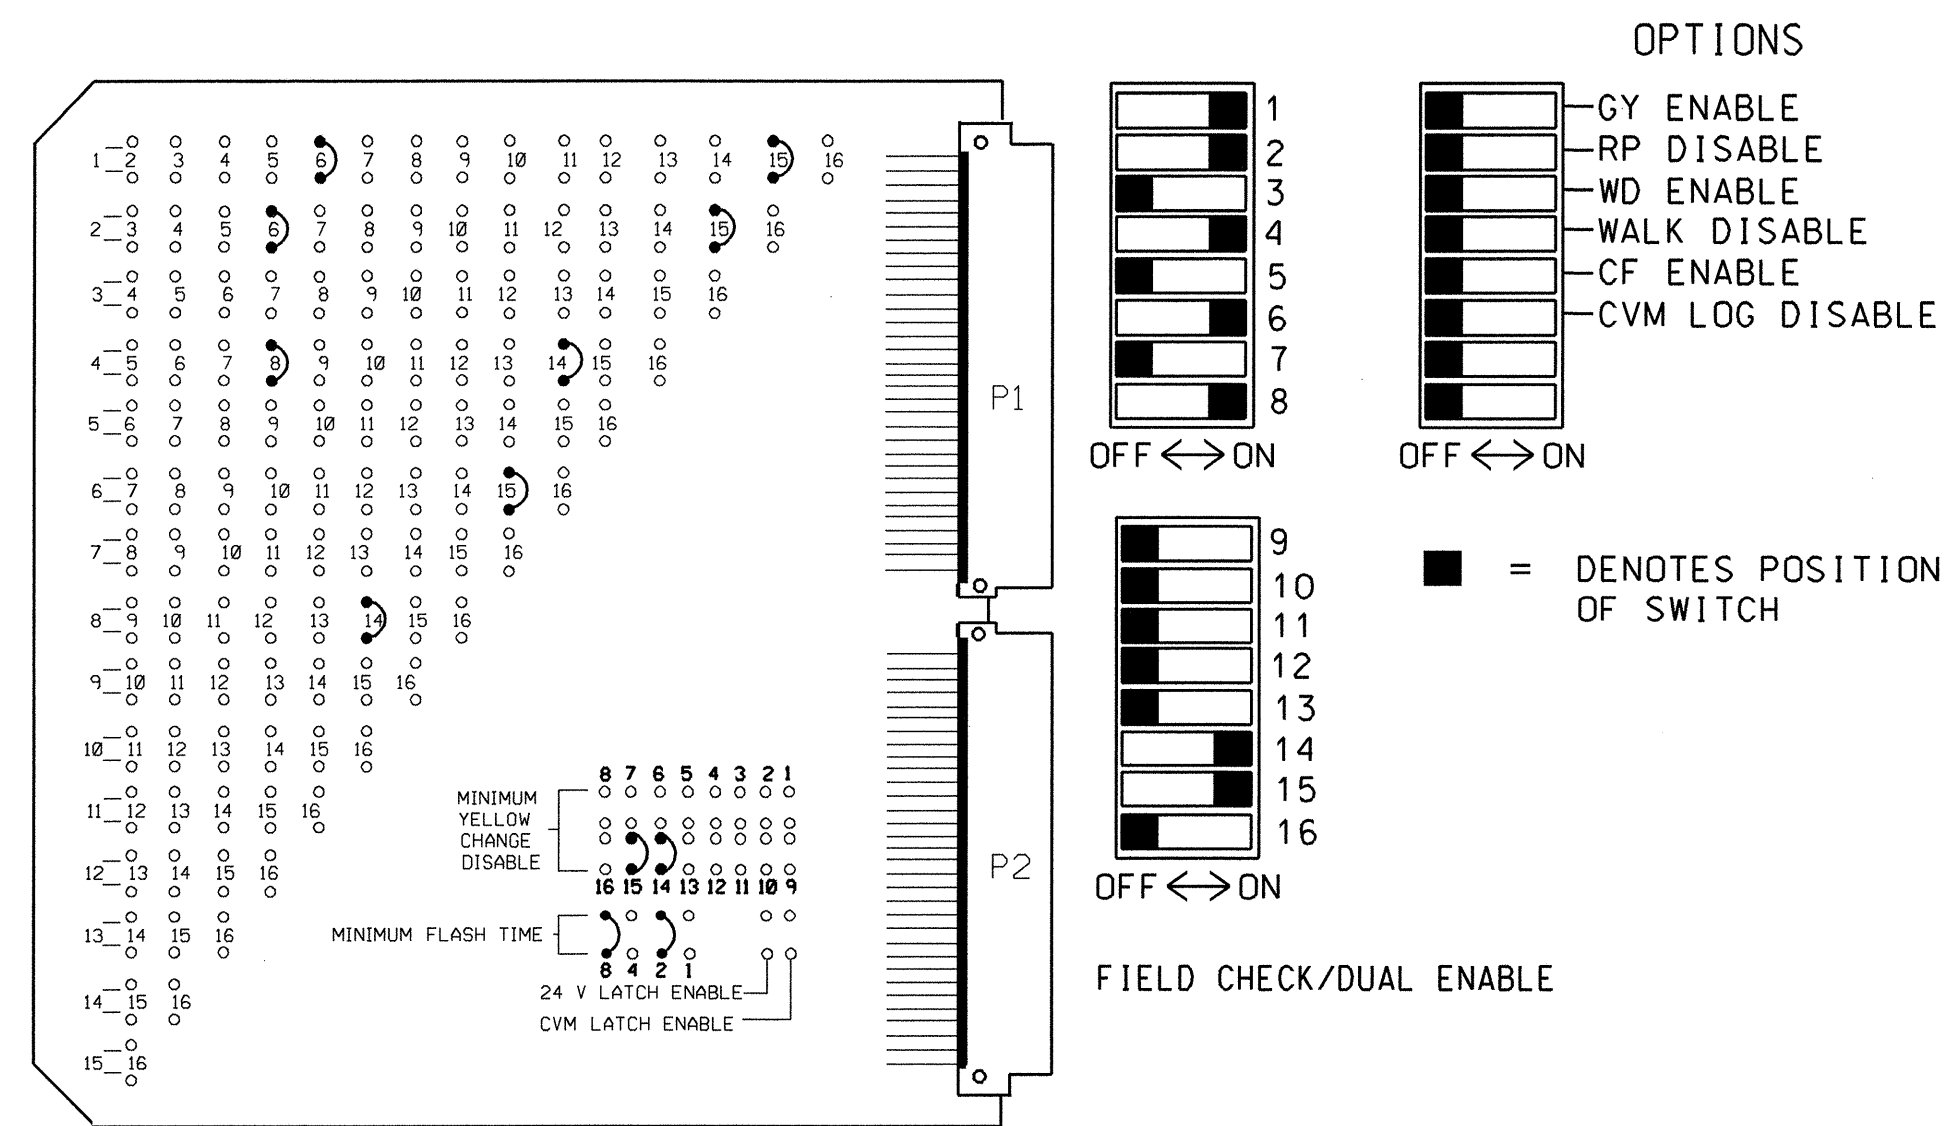 OPTIONS
1 2 3 4 5 6 7 8 9 10 11 12 13 14 15 16
2 3 4 5 6 7 8 9 10 11 12 13 14 15 16
3 4 5 6 7 8 9 10 11 12 13 14 15 16
4 5 6 7 8 9 10 11 12 13 14 15 16
5 6 7 8 9 10 11 12 13 14 15 16
6 7 8 9 10 11 12 13 14 15 16
7 8 9 10 11 12 13 14 15 16
8 9 10 11 12 13 14 15 16
9 10 11 12 13 14 15 16
10 11 12 13 14 15 16
11 12 13 14 15 16
12 13 14 15 16
13 14 15 16
14 15 16
15 16
8 7 6 5 4 3 2 1
MINIMUM
YELLOW
CHANGE
DISABLE
16 15 14 13 12 11 10 9
MINIMUM FLASH TIME
8 4 2 1
24 V LATCH ENABLE
CVM LATCH ENABLE
P1
P2
1
2
3
4
5
6
7
8
OFF ON
GY ENABLE
RP DISABLE
WD ENABLE
WALK DISABLE
CF ENABLE
CVM LOG DISABLE
OFF ON
9
10
11
12
13
14
15
16
OFF ON
= DENOTES POSITION
OF SWITCH
FIELD CHECK/DUAL ENABLE